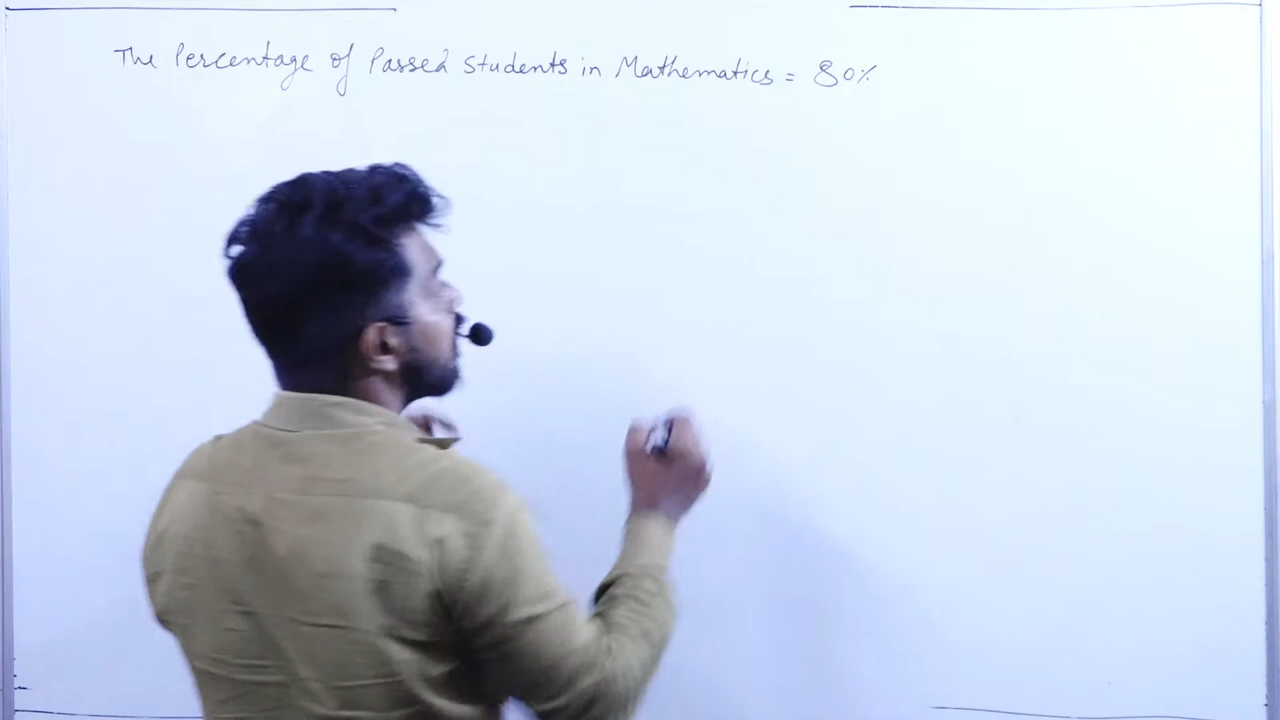 The Percentage of Passed students in Mathematics = 80%